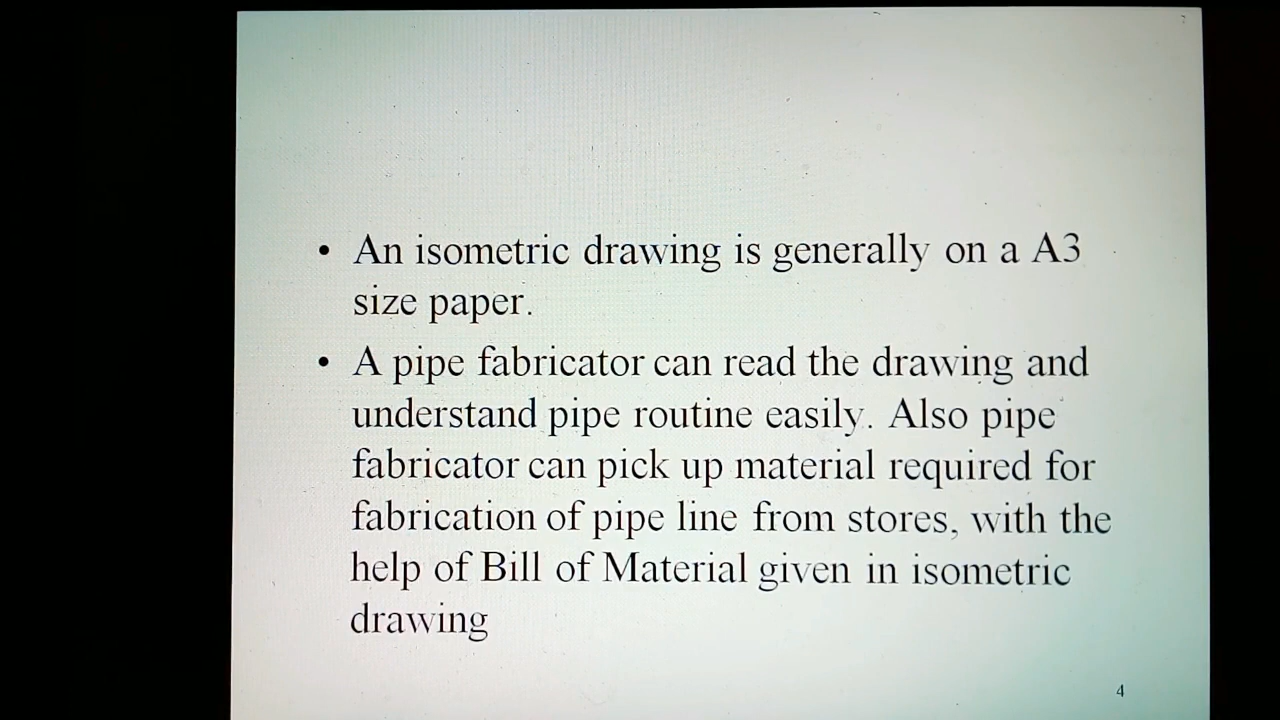 • An isometric drawing is generally on a A3
size paper.
• A pipe fabricator can read the drawing and
understand pipe routine easily. Also pipe
fabricator can pick up material required for
fabrication of pipe line from stores, with the
help of Bill of Material given in isometric
drawing
4